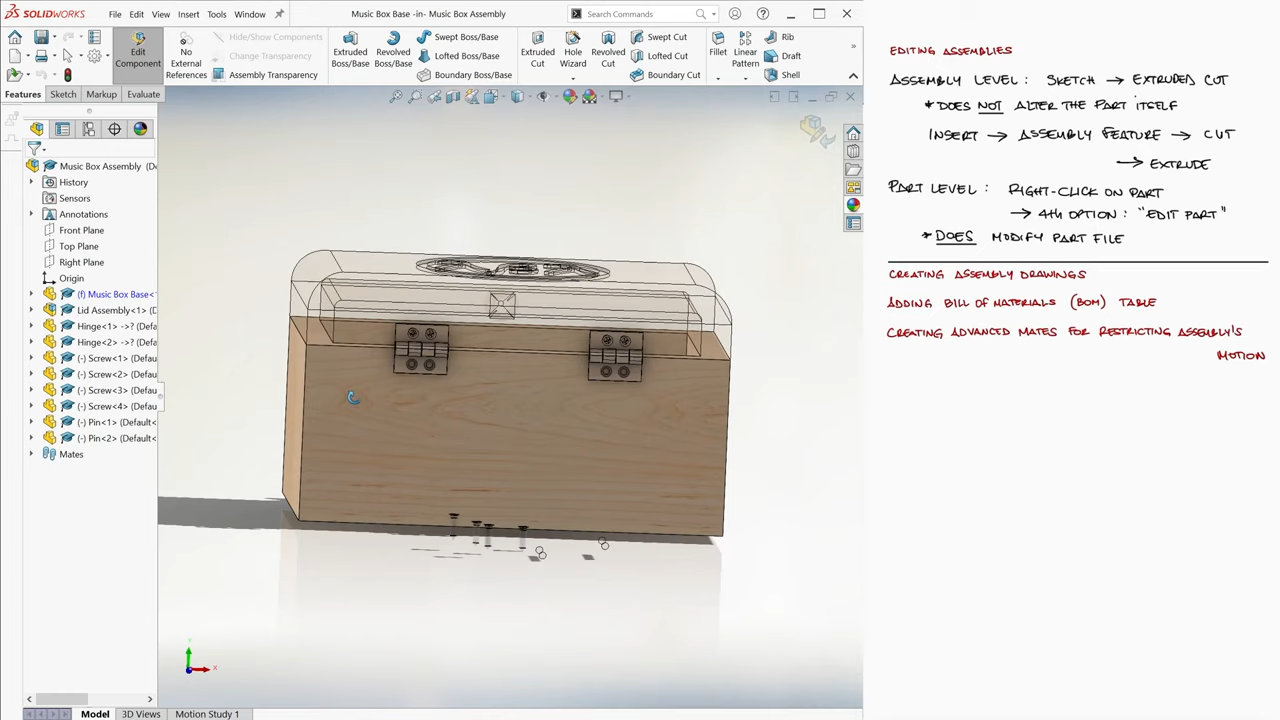 SOLIDWORKS
File Edit View Insert Tools Window
Music Box Base -in- Music Box Assembly
Search Commands
Edit Component
No External References
Hide/Show Components
Change Transparency
Assembly Transparency
Extruded Boss/Base
Revolved Boss/Base
Swept Boss/Base
Lofted Boss/Base
Boundary Boss/Base
Extruded Cut
Hole Wizard
Revolved Cut
Swept Cut
Lofted Cut
Boundary Cut
Fillet
Linear Pattern
Rib
Draft
Shell
Features Sketch Markup Evaluate
Music Box Assembly (D
History
Sensors
Annotations
Front Plane
Top Plane
Right Plane
Origin
(f) Music Box Base<
Lid Assembly<1> (Defau
Hinge<1> ->? (Defa
Hinge<2> ->? (Defa
(-) Screw<1> (Defau
(-) Screw<2> (Defau
(-) Screw<3> (Defau
(-) Screw<4> (Defau
(-) Pin<1> (Default<
(-) Pin<2> (Default<
Mates
Y
X
Model 3D Views Motion Study 1
EDITING ASSEMBLIES
ASSEMBLY LEVEL: SKETCH → EXTRUDED CUT
* DOES NOT ALTER THE PART ITSELF
INSERT → ASSEMBLY FEATURE → CUT
→ EXTRUDE
PART LEVEL: RIGHT-CLICK ON PART
→ 4th OPTION: "EDIT PART"
* DOES MODIFY PART FILE
CREATING ASSEMBLY DRAWINGS
ADDING BILL OF MATERIALS (BOM) TABLE
CREATING ADVANCED MATES FOR RESTRICTING ASSEMBLY'S
MOTION